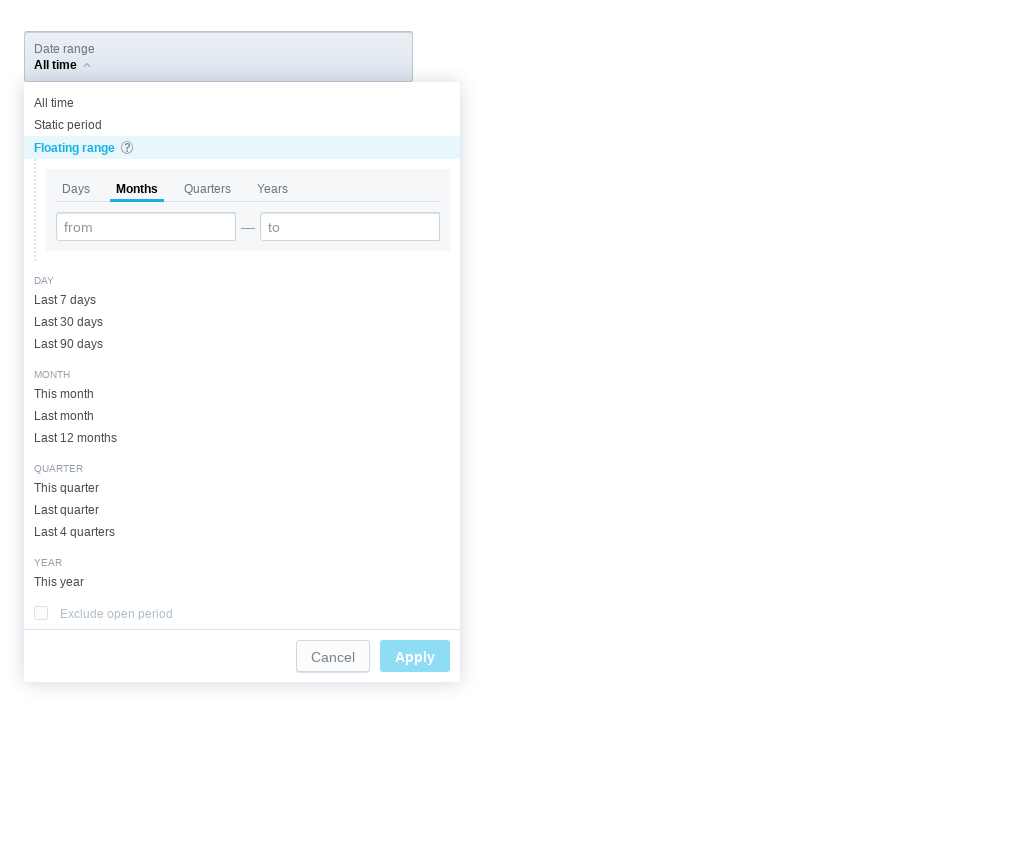 Date range
All time
All time
Static period
Floating range ?
Days Months Quarters Years
from — to
DAY
Last 7 days
Last 30 days
Last 90 days
MONTH
This month
Last month
Last 12 months
QUARTER
This quarter
Last quarter
Last 4 quarters
YEAR
This year
Exclude open period
Cancel Apply